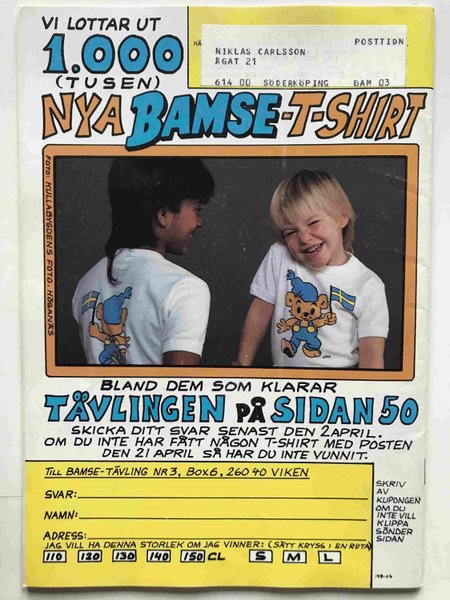 VI LOTTAR UT
1.000
(TUSEN)
NYA BAMSE-T-SHIRT
POSTTIDN.
NIKLAS CARLSSON
ÅGAT 21
614 00 SÖDERKÖPING BAM 03
FOTO: KULLABYGDENS FOTO. HÖGANÄS
BLAND DEM SOM KLARAR
TÄVLINGEN PÅ SIDAN 50
SKICKA DITT SVAR SENAST DEN 2 APRIL.
OM DU INTE HAR FÅTT NÅGON T-SHIRT MED POSTEN
DEN 21 APRIL SÅ HAR DU INTE VUNNIT.
TILL BAMSE-TÄVLING NR 3, BOX 6, 260 40 VIKEN
SVAR:
NAMN:
ADRESS:
JAG VILL HA DENNA STORLEK OM JAG VINNER: (SÄTT KRYSS I EN RUTA)
110 120 130 140 150 CL S M L
SKRIV
AV
KUPONGEN
OM DU
INTE VILL
KLIPPA
SÖNDER
SIDAN